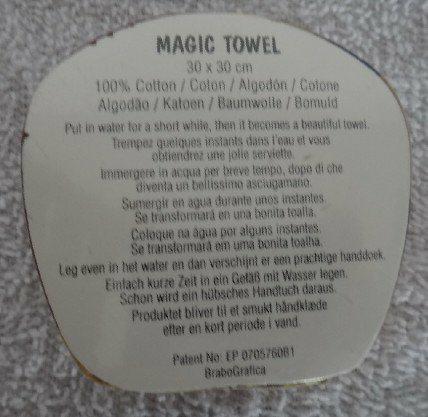 MAGIC TOWEL
30 x 30 cm
100% Cotton / Coton / Algodón / Cotone
Algodão / Katoen / Baumwolle / Bomuld
Put in water for a short while, then it becomes a beautiful towel.
Trempez quelques instants dans l'eau et vous
obtiendrez une jolie serviette.
Immergere in acqua per breve tempo, dopo di che
diventa un bellissimo asciugamano.
Sumergir en agua durante unos instantes.
Se transformará en una bonita toalla.
Coloque na água por alguns instantes.
Se transformará em uma bonita toalha.
Leg even in het water en dan verschijnt er een prachtige handdoek.
Einfach kurze Zeit in ein Gefäß mit Wasser legen.
Schon wird ein hübsches Handtuch daraus.
Produktet bliver til et smukt håndklæde
efter en kort periode i vand.
Patent No: EP 0705760B1
BraboGrafica